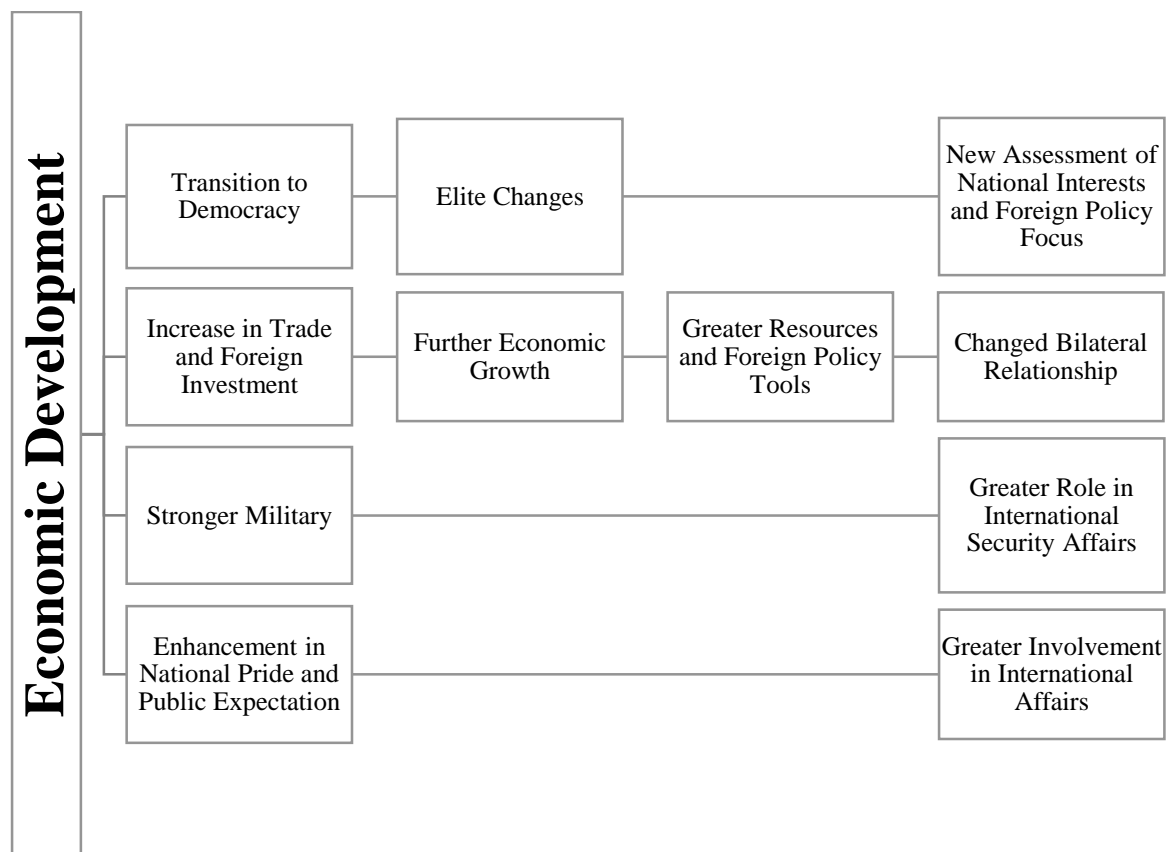 Economic Development
Transition to
Democracy
Elite Changes
New Assessment of
National Interests
and Foreign Policy
Focus
Increase in Trade
and Foreign
Investment
Further Economic
Growth
Greater Resources
and Foreign Policy
Tools
Changed Bilateral
Relationship
Stronger Military
Greater Role in
International
Security Affairs
Enhancement in
National Pride and
Public Expectation
Greater Involvement
in International
Affairs